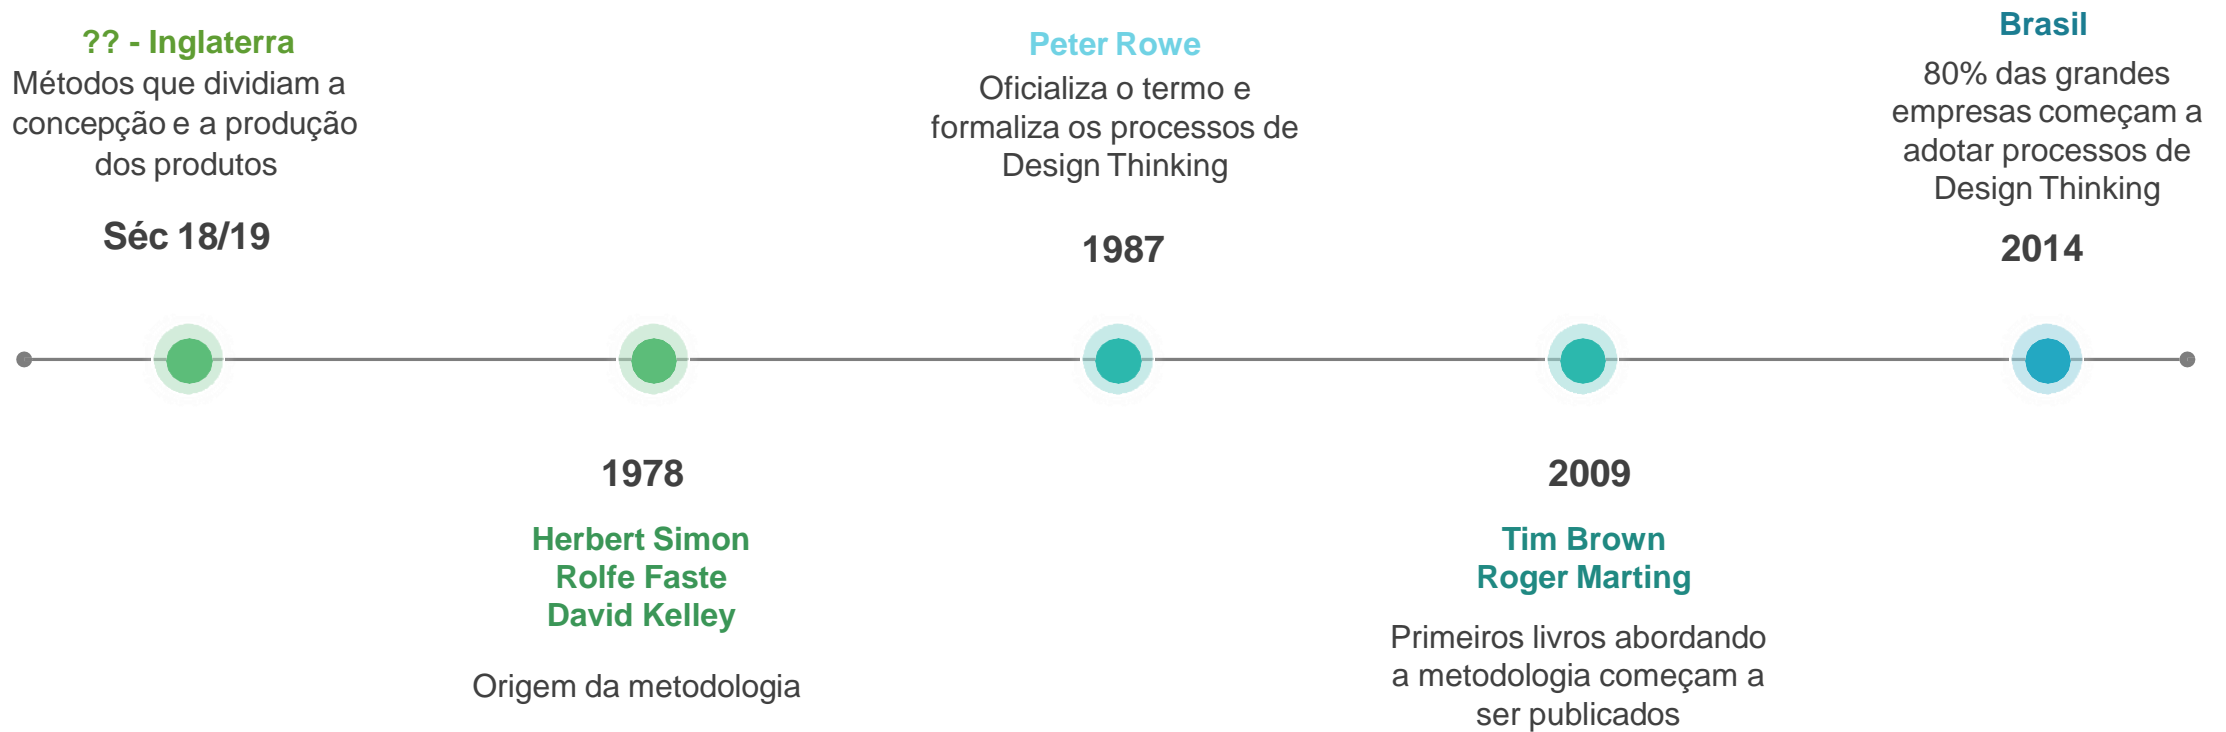 ?? - Inglaterra
Métodos que dividiam a
concepção e a produção
dos produtos
Séc 18/19
1978
Herbert Simon
Rolfe Faste
David Kelley
Origem da metodologia
Peter Rowe
Oficializa o termo e
formaliza os processos de
Design Thinking
1987
2009
Tim Brown
Roger Marting
Primeiros livros abordando
a metodologia começam a
ser publicados
Brasil
80% das grandes
empresas começam a
adotar processos de
Design Thinking
2014